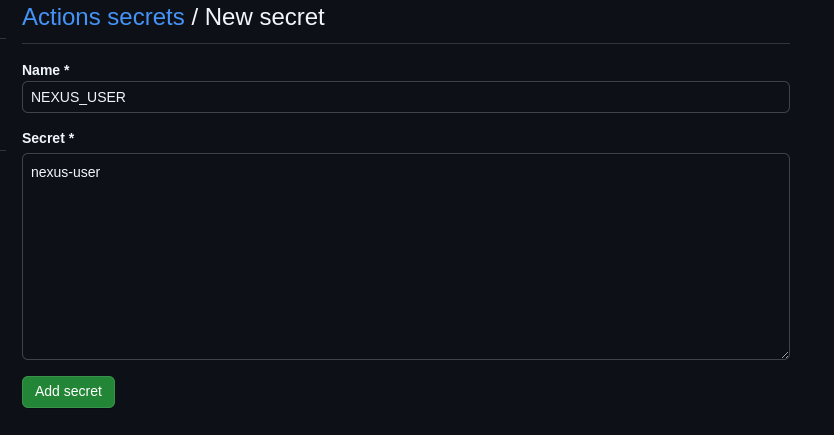 Actions secrets / New secret
Name *
NEXUS_USER
Secret *
nexus-user
Add secret